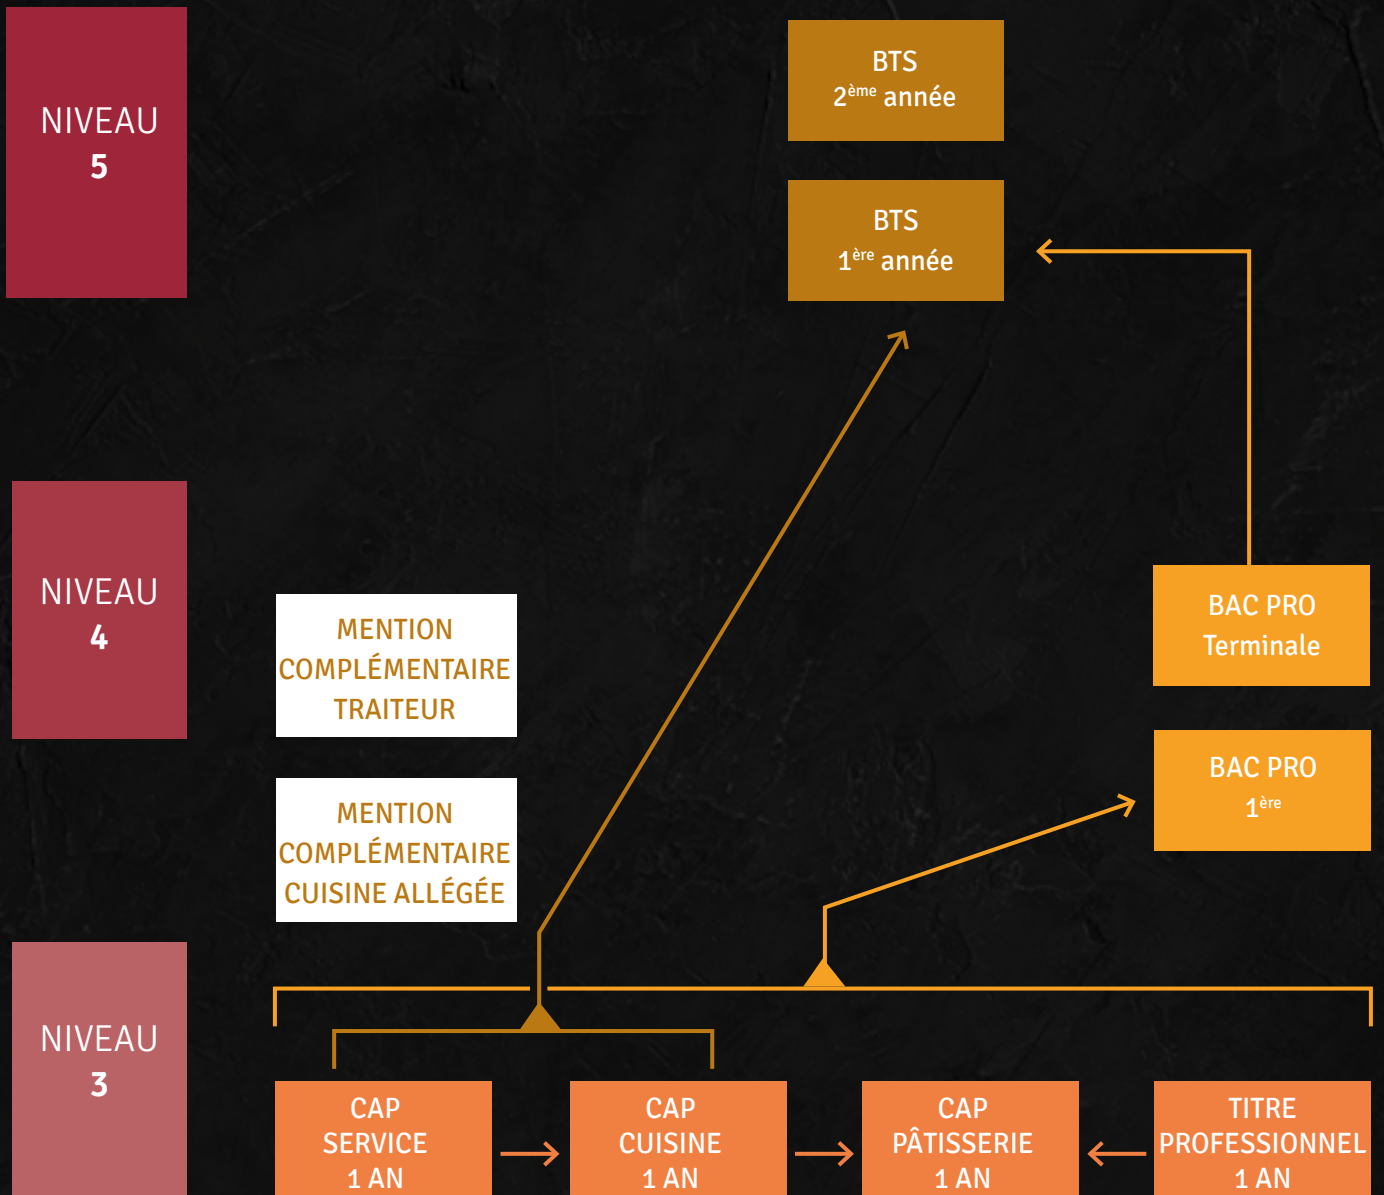 NIVEAU
5
BTS
2ème année
BTS
1ère année
NIVEAU
4
MENTION
COMPLÉMENTAIRE
TRAITEUR
BAC PRO
Terminale
MENTION
COMPLÉMENTAIRE
CUISINE ALLÉGÉE
BAC PRO
1ère
NIVEAU
3
CAP
SERVICE
1 AN
CAP
CUISINE
1 AN
CAP
PÂTISSERIE
1 AN
TITRE
PROFESSIONNEL
1 AN